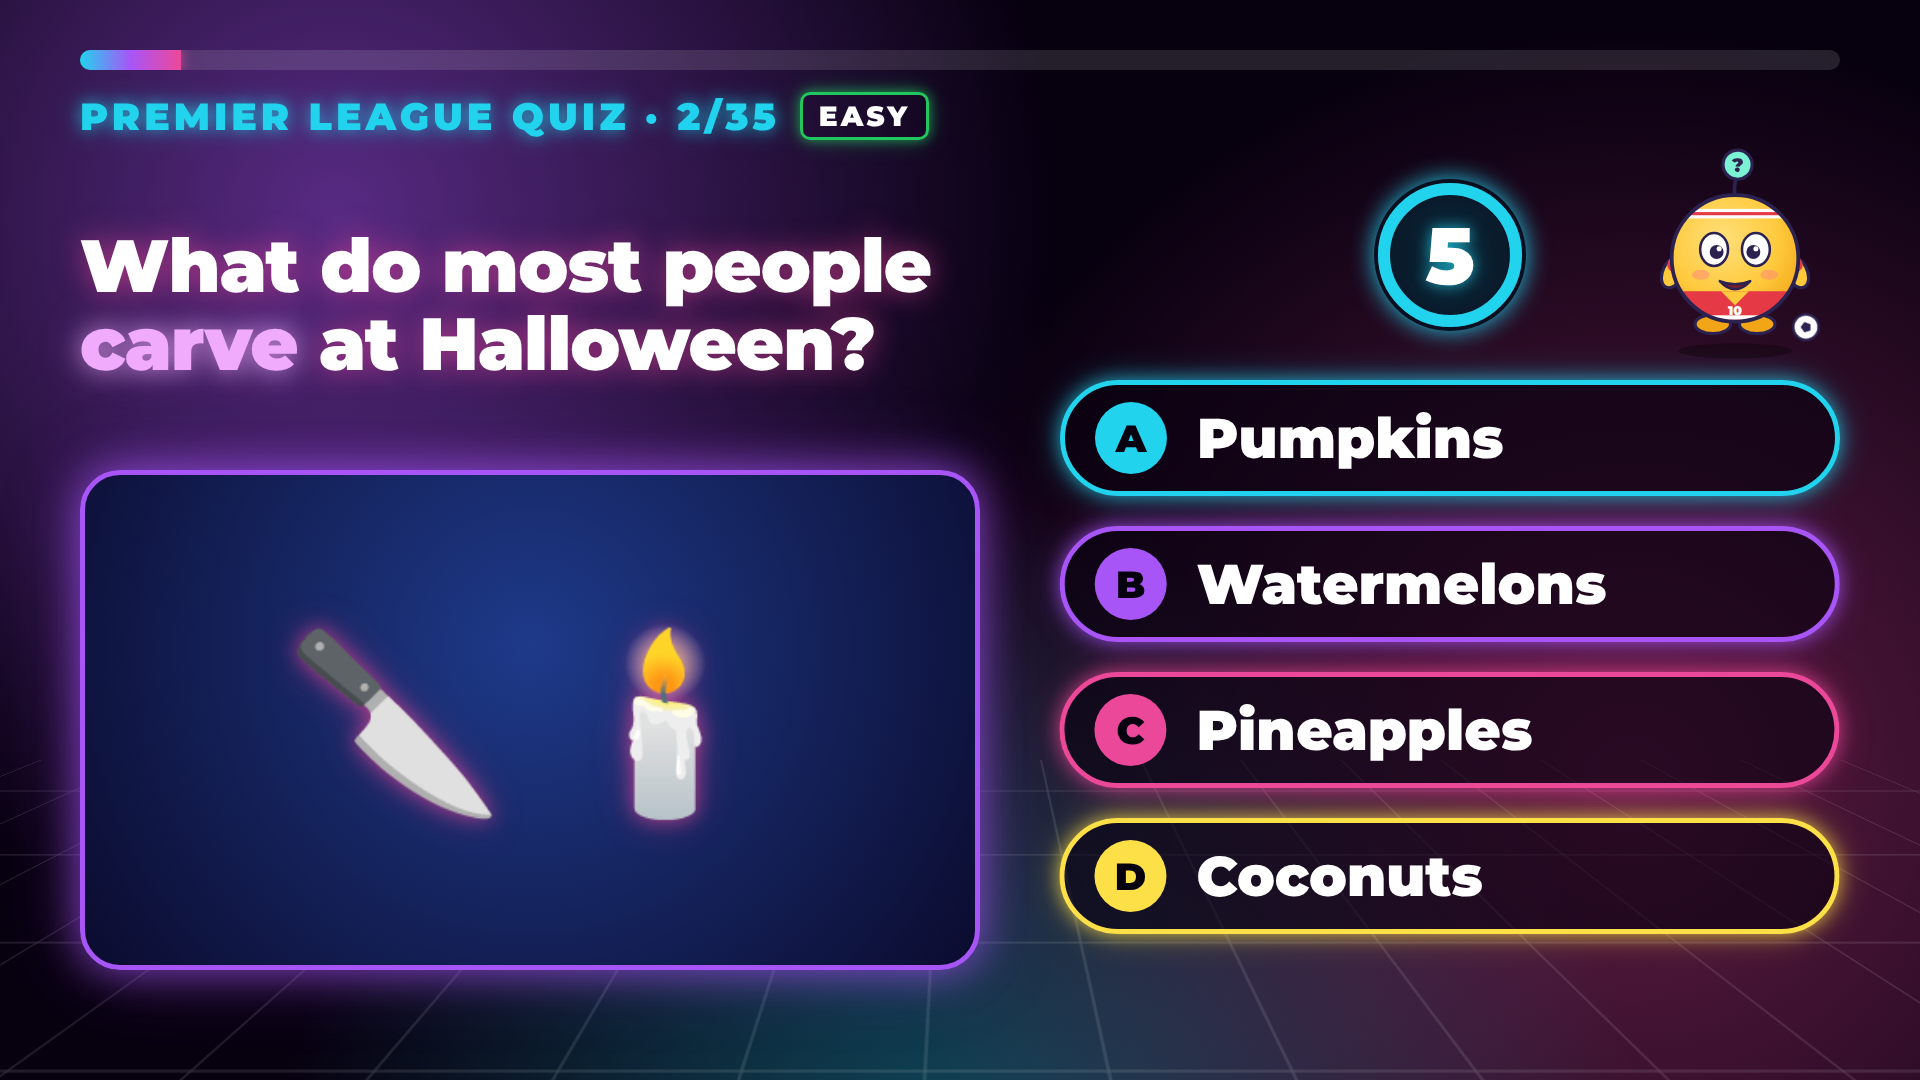 PREMIER LEAGUE QUIZ • 2/35 EASY
What do most people
carve at Halloween?
5
?
10
A Pumpkins
B Watermelons
C Pineapples
D Coconuts